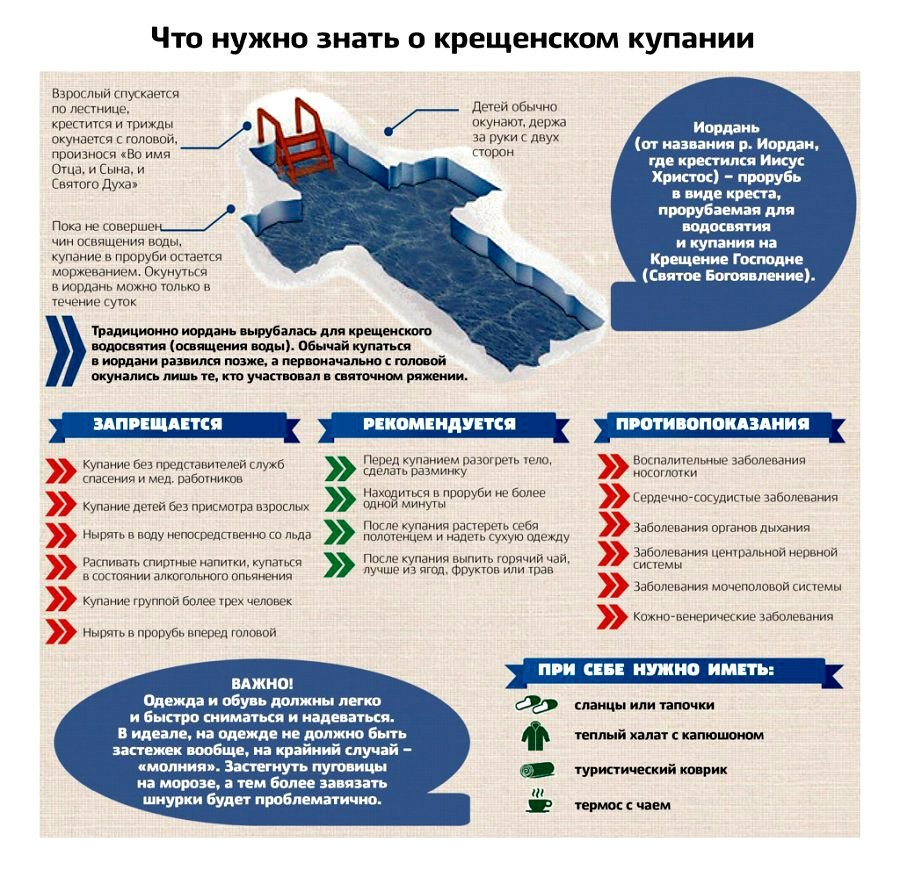 Что нужно знать о крещенском купании
Взрослый спускается
по лестнице,
крестится и трижды
окунается с головой,
произнося «Во имя
Отца, и Сына, и
Святого Духа»
Детей обычно
окунают, держа
за руки с двух
сторон
Иордань
(от названия р. Иордан,
где крестился Иисус
Христос) – прорубь
в виде креста,
прорубаемая для
водосвятия
и купания на
Крещение Господне
(Святое Богоявление).
Пока не совершен
чин освящения воды,
купание в проруби остается
моржеванием. Окунуться
в иордань можно только в
течение суток
Традиционно иордань вырубалась для крещенского
водосвятия (освящения воды). Обычай купаться
в иордани развился позже, а первоначально с головой
окунались лишь те, кто участвовал в святочном ряжении.
ЗАПРЕЩАЕТСЯ
Купание без представителей служб
спасения и мед. работников
Купание детей без присмотра взрослых
Нырять в воду непосредственно со льда
Распивать спиртные напитки, купаться
в состоянии алкогольного опьянения
Купание группой более трех человек
Нырять в прорубь вперед головой
РЕКОМЕНДУЕТСЯ
Перед купанием разогреть тело,
сделать разминку
Находиться в проруби не более
одной минуты
После купания растереть себя
полотенцем и надеть сухую одежду
После купания выпить горячий чай,
лучше из ягод, фруктов или трав
ПРОТИВОПОКАЗАНИЯ
Воспалительные заболевания
носоглотки
Сердечно-сосудистые заболевания
Заболевания органов дыхания
Заболевания центральной нервной
системы
Заболевания мочеполовой системы
Кожно-венерические заболевания
ВАЖНО!
Одежда и обувь должны легко
и быстро сниматься и надеваться.
В идеале, на одежде не должно быть
застежек вообще, на крайний случай –
«молния». Застегнуть пуговицы
на морозе, а тем более завязать
шнурки будет проблематично.
ПРИ СЕБЕ НУЖНО ИМЕТЬ:
сланцы или тапочки
теплый халат с капюшоном
туристический коврик
термос с чаем